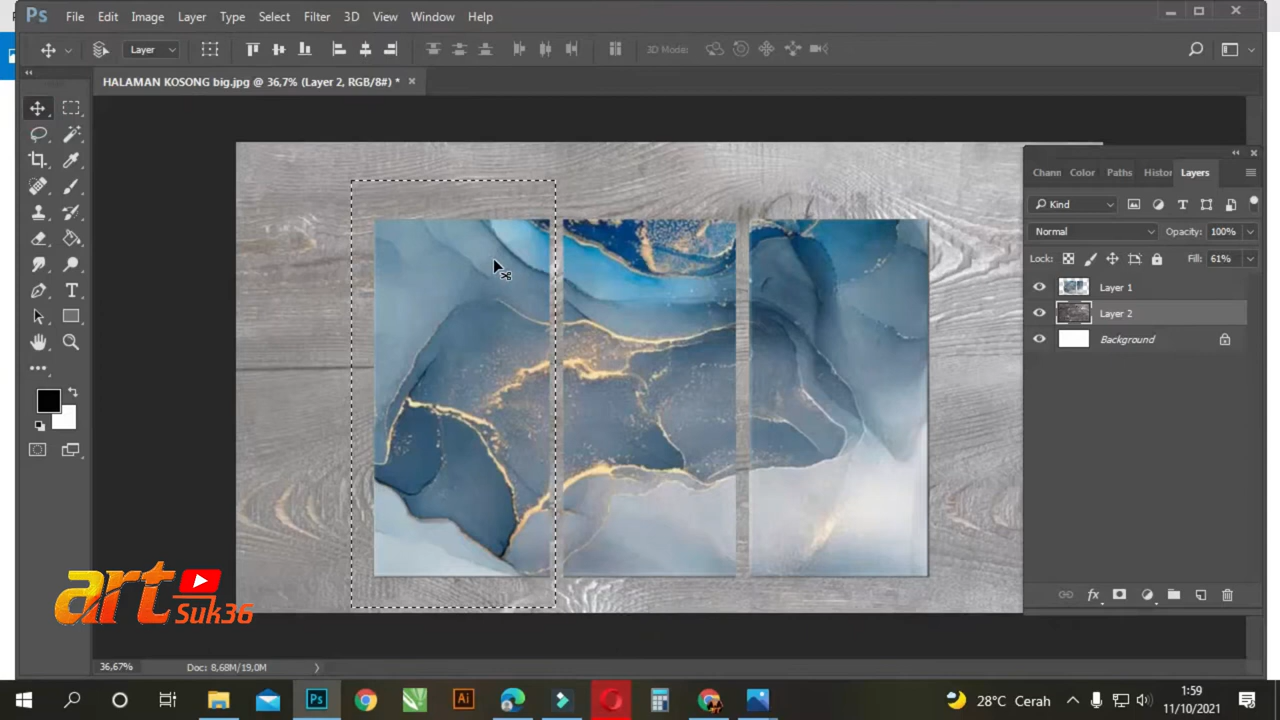 Ps File Edit Image Layer Type Select Filter 3D View Window Help
Layer 3D Mode:
HALAMAN KOSONG big.jpg @ 36,7% (Layer 2, RGB/8#) * ×
Chann Color Paths Histor Layers
Kind
Normal Opacity: 100%
Lock: Fill: 61%
Layer 1
Layer 2
Background
T
art
Suk36
fx
36,67% Doc: 8,68M/19,0M
Ps Ai 28°C Cerah 1:59
11/10/2021